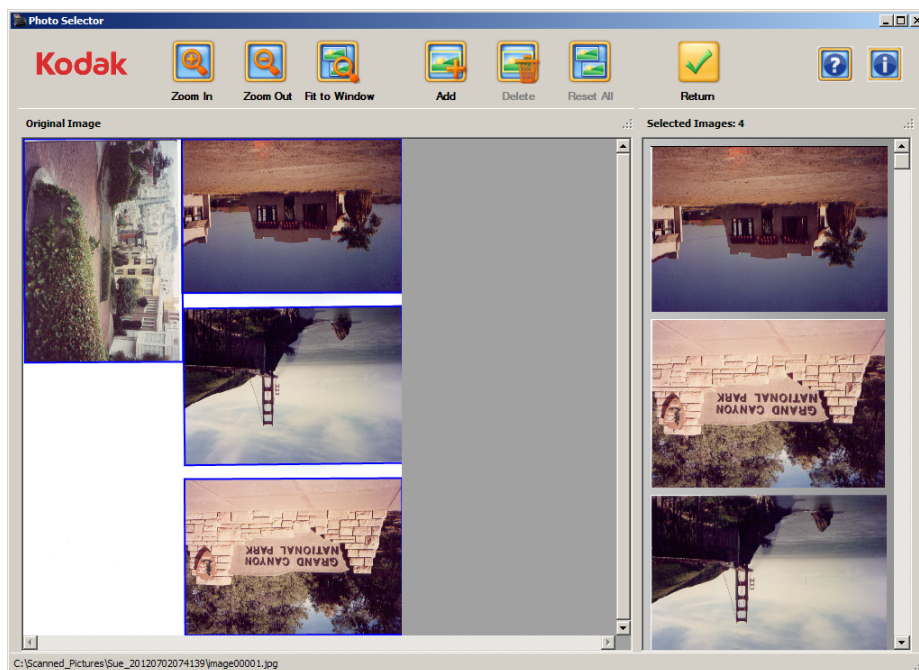 Photo Selector
Kodak
Zoom In
Zoom Out
Fit to Window
Add
Delete
Reset All
Return
Original Image
Selected Images: 4
GRAND CANYON
NATIONAL PARK
GRAND CANYON
NATIONAL PARK
C:\Scanned_Pictures\Sue_20120702074139\image00001.jpg